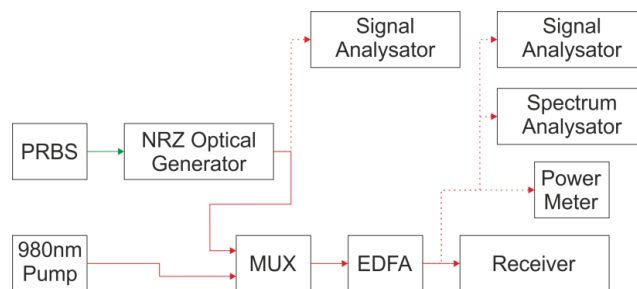 Signal
Analysator
Signal
Analysator
Spectrum
Analysator
PRBS
NRZ Optical
Generator
Power
Meter
980nm
Pump
MUX
EDFA
Receiver